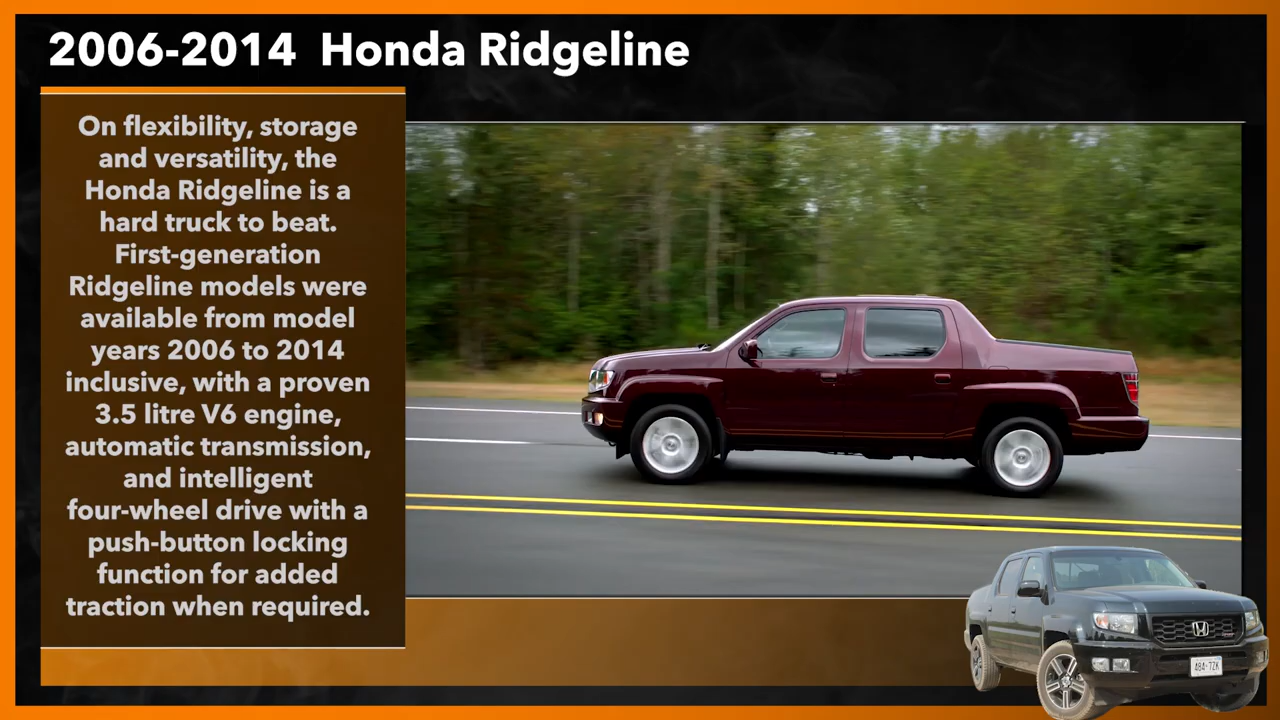 2006-2014 Honda Ridgeline
On flexibility, storage
and versatility, the
Honda Ridgeline is a
hard truck to beat.
First-generation
Ridgeline models were
available from model
years 2006 to 2014
inclusive, with a proven
3.5 litre V6 engine,
automatic transmission,
and intelligent
four-wheel drive with a
push-button locking
function for added
traction when required.